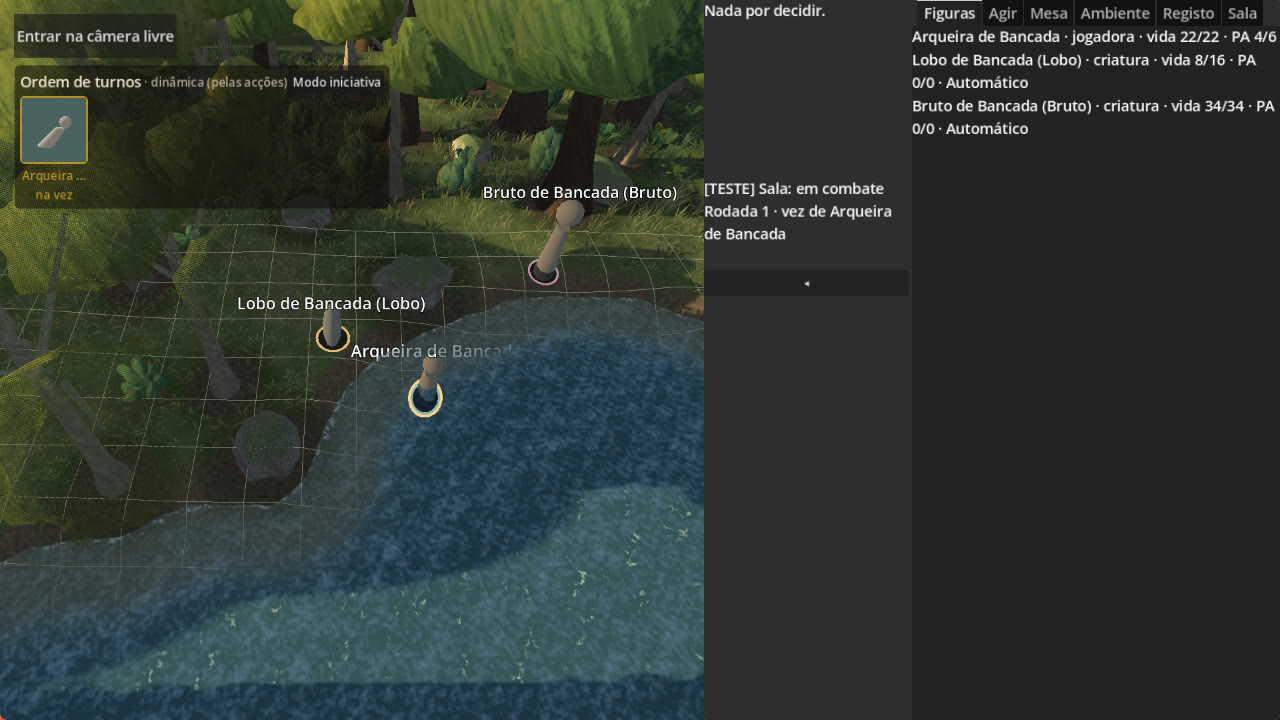 Entrar na câmera livre
Ordem de turnos · dinâmica (pelas acções) Modo iniciativa
Arqueira ...
na vez
Bruto de Bancada (Bruto)
Lobo de Bancada (Lobo)
Arqueira de Bancad
Nada por decidir.
[TESTE] Sala: em combate
Rodada 1 · vez de Arqueira
de Bancada
Figuras Agir Mesa Ambiente Registo Sala
Arqueira de Bancada · jogadora · vida 22/22 · PA 4/6
Lobo de Bancada (Lobo) · criatura · vida 8/16 · PA
0/0 · Automático
Bruto de Bancada (Bruto) · criatura · vida 34/34 · PA
0/0 · Automático